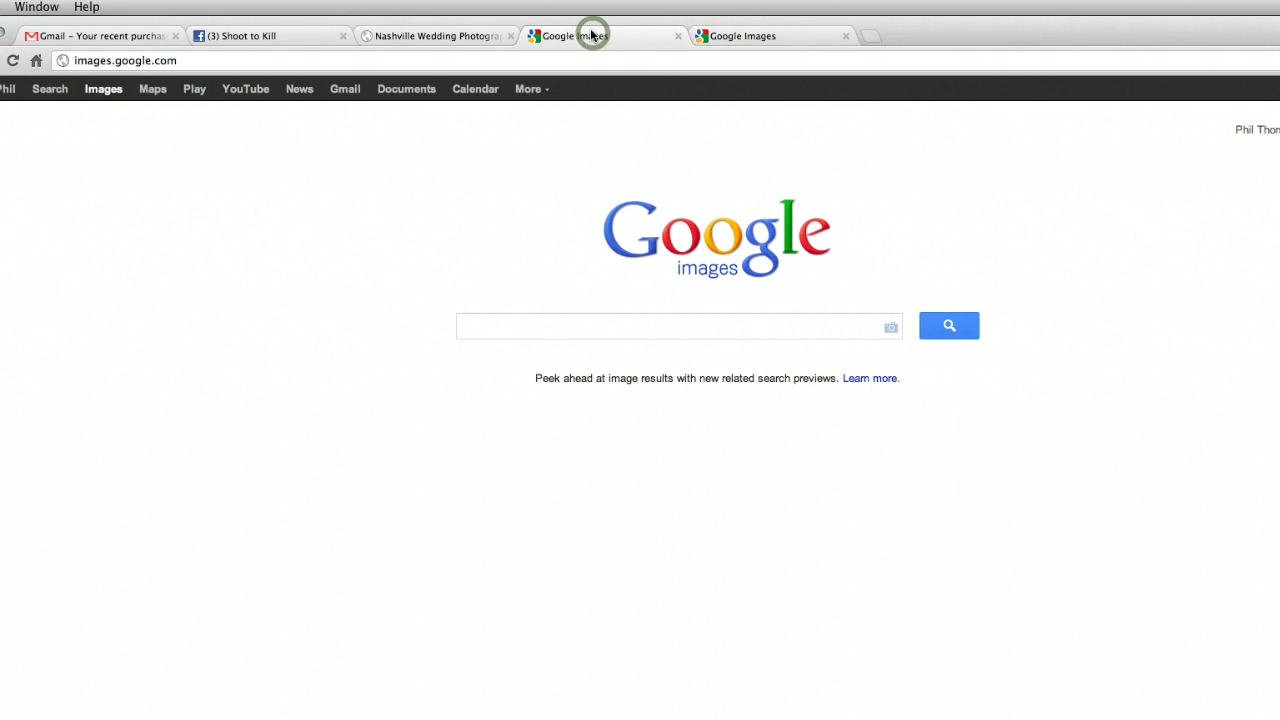 Window Help
Gmail – Your recent purchas (3) Shoot to Kill Nashville Wedding Photogra Google Images Google Images
images.google.com
Phil Search Images Maps Play YouTube News Gmail Documents Calendar More
Phil Thor
Google
images
Peek ahead at image results with new related search previews. Learn more.